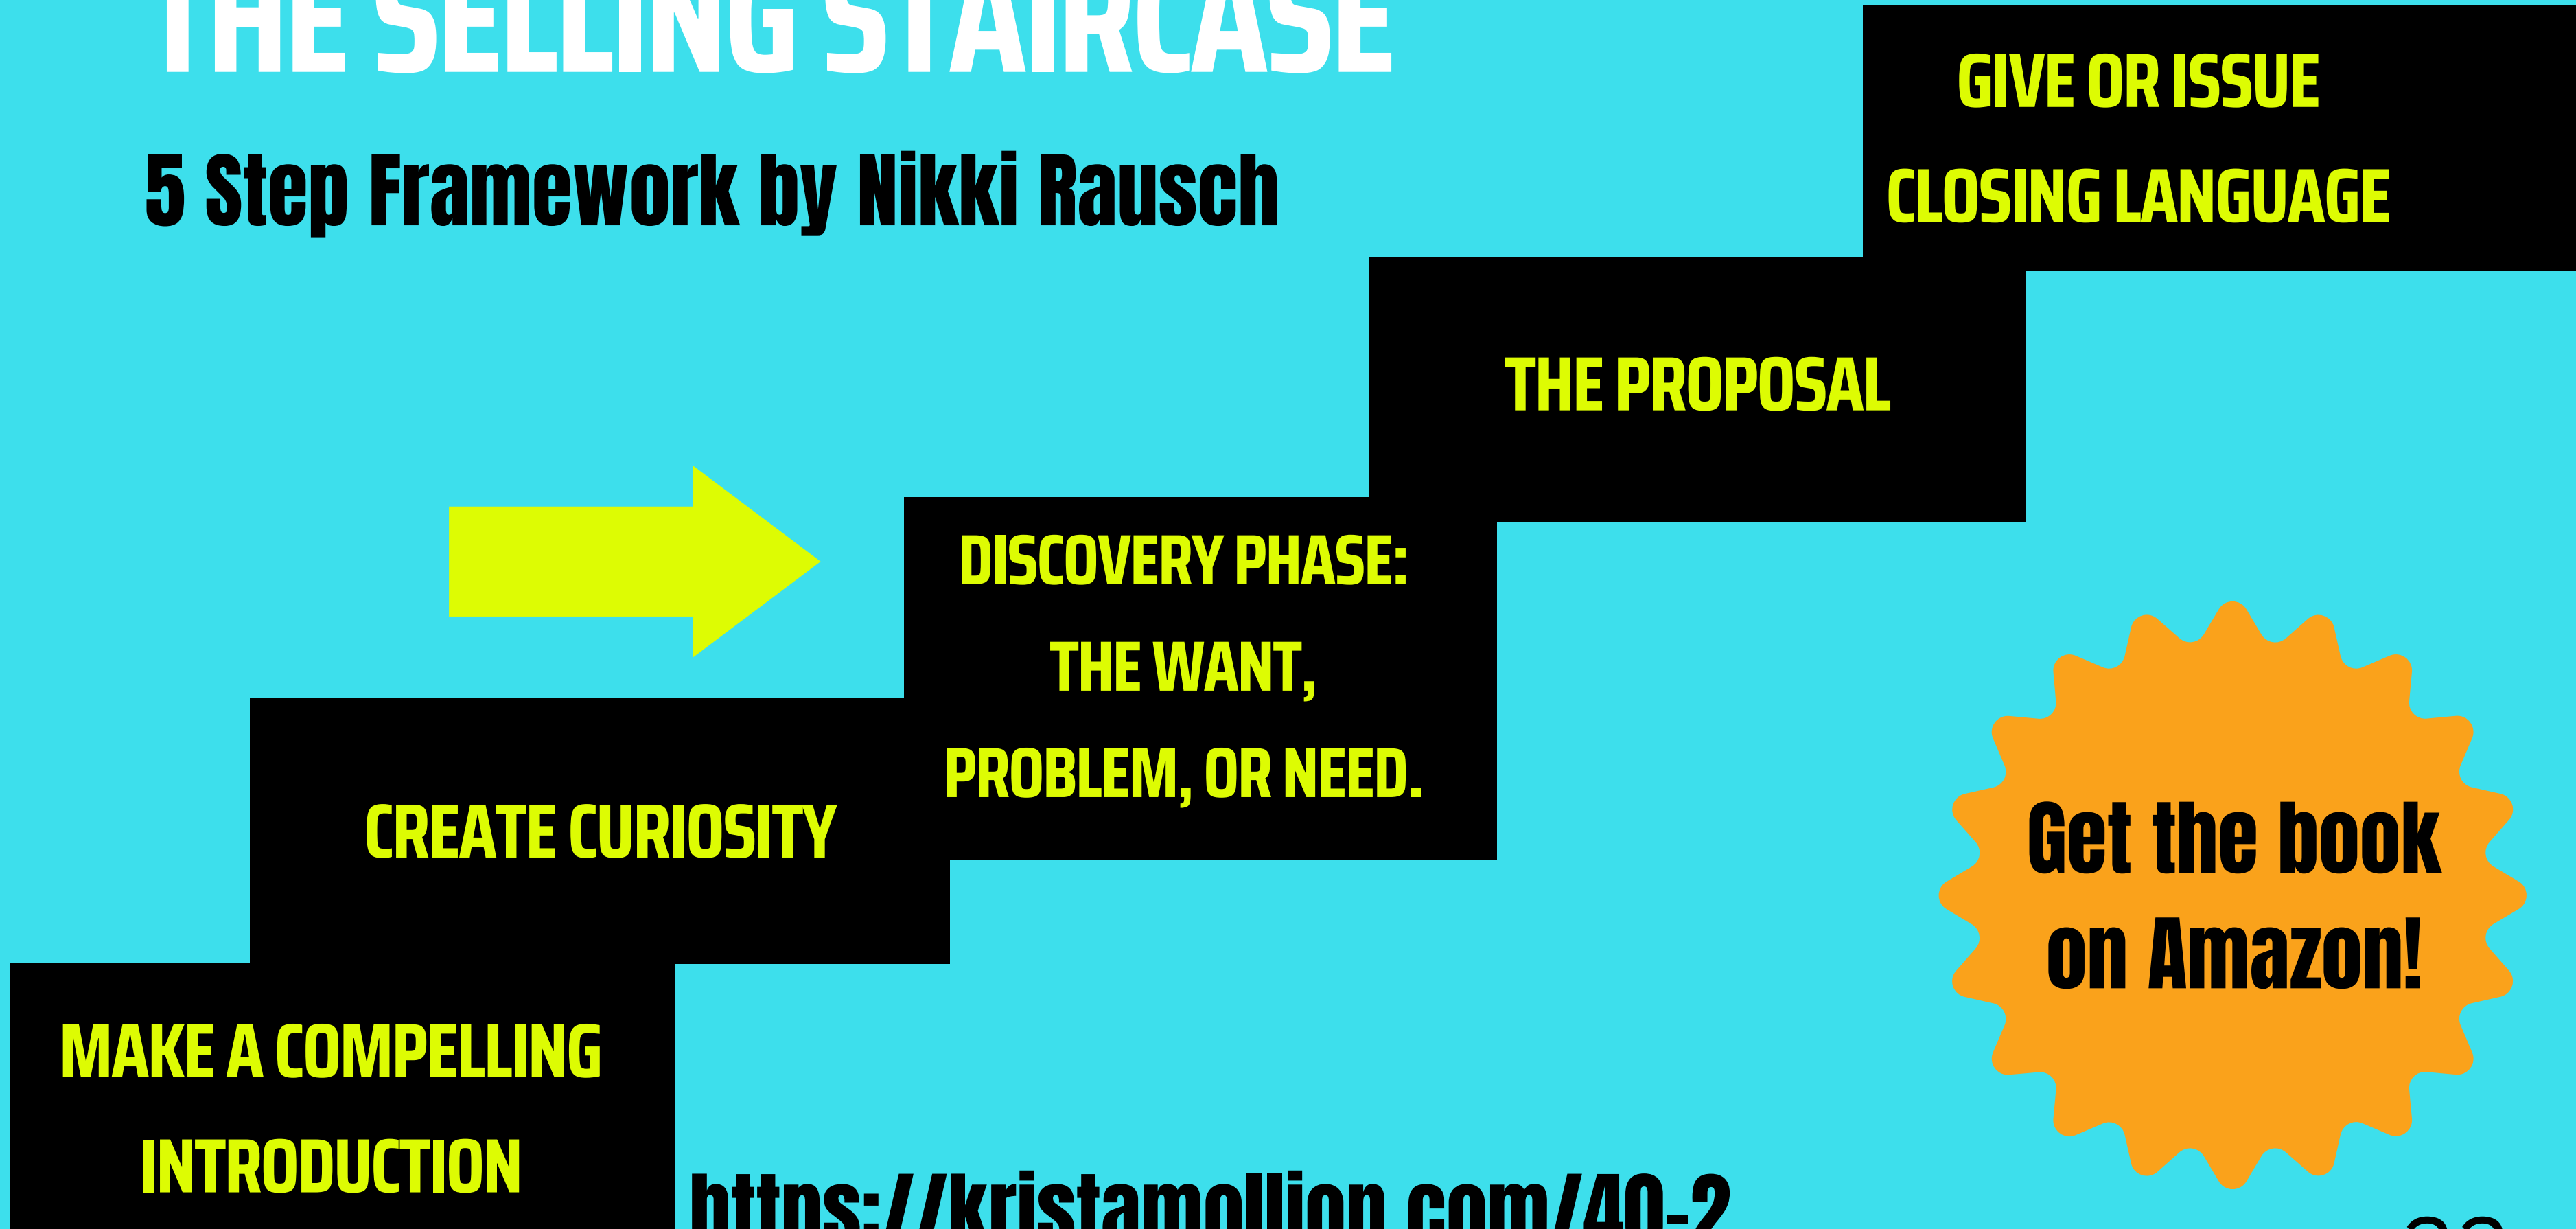 THE SELLING STAIRCASE
5 Step Framework by Nikki Rausch
GIVE OR ISSUE
CLOSING LANGUAGE
THE PROPOSAL
DISCOVERY PHASE:
THE WANT,
PROBLEM, OR NEED.
CREATE CURIOSITY
MAKE A COMPELLING
INTRODUCTION
Get the book
on Amazon!
https://kristamollion.com/40-2